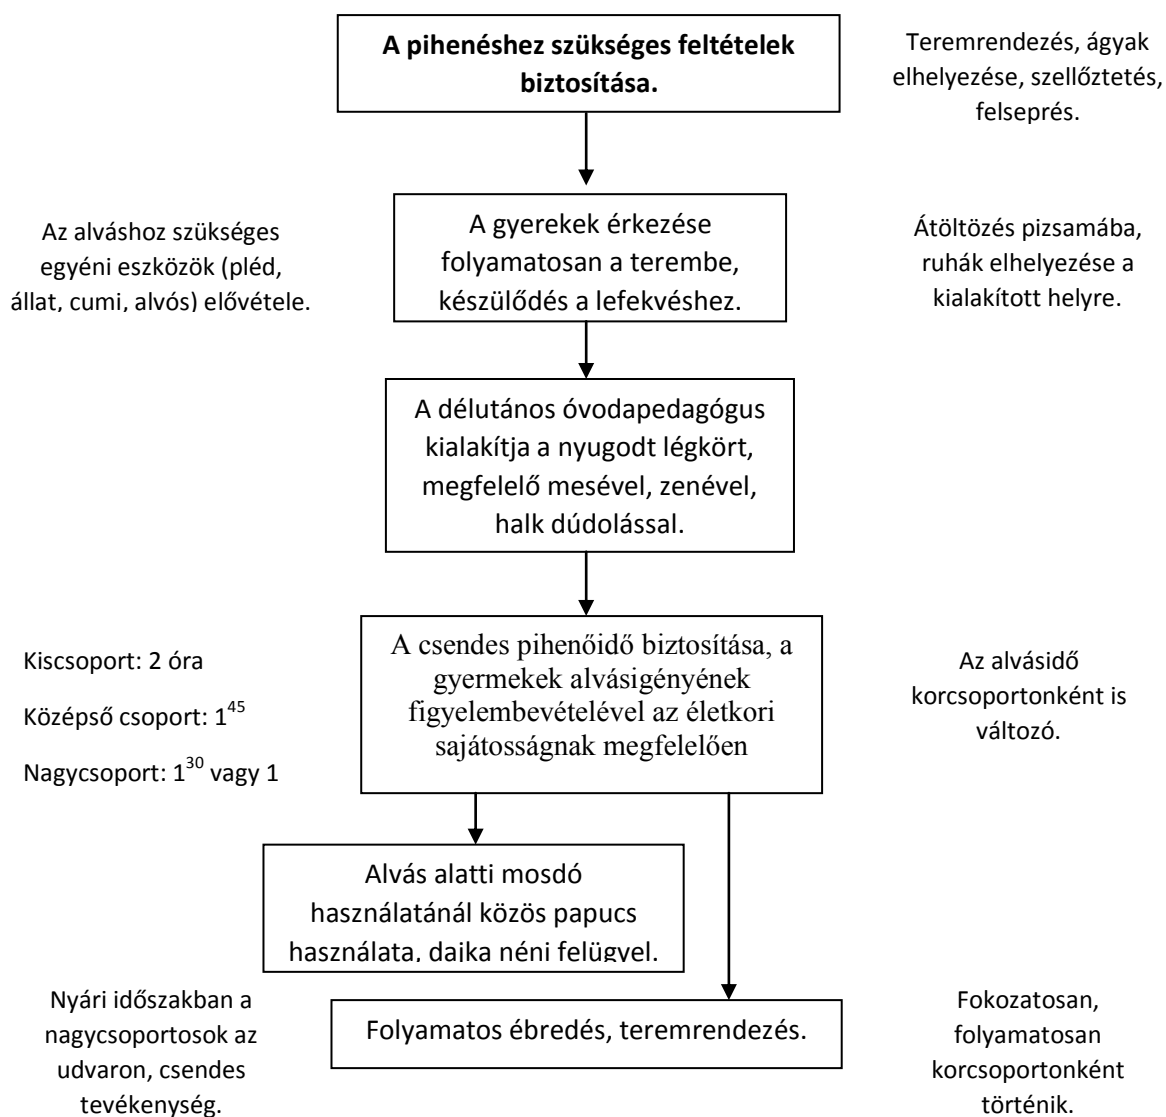 A pihenéshez szükséges feltételek
biztosítása.
Teremrendezés, ágyak
elhelyezése, szellőztetés,
felseprés.
Az alváshoz szükséges
egyéni eszközök (pléd,
állat, cumi, alvós) elővétele.
A gyerekek érkezése
folyamatosan a terembe,
készülődés a lefekvéshez.
Átöltözés pizsamába,
ruhák elhelyezése a
kialakított helyre.
A délutános óvodapedagógus
kialakítja a nyugodt légkört,
megfelelő mesével, zenével,
halk dúdolással.
Kiscsoport: 2 óra
Középső csoport: 1⁴⁵
Nagycsoport: 1³⁰ vagy 1
A csendes pihenőidő biztosítása, a
gyermekek alvásigényének
figyelembevételével az életkori
sajátosságnak megfelelően
Az alvásidő
korcsoportonként is
változó.
Alvás alatti mosdó
használatánál közös papucs
használata, dajka néni felügyel.
Nyári időszakban a
nagycsoportosok az
udvaron, csendes
tevékenység.
Folyamatos ébredés, teremrendezés.
Fokozatosan,
folyamatosan
korcsoportonként
történik.